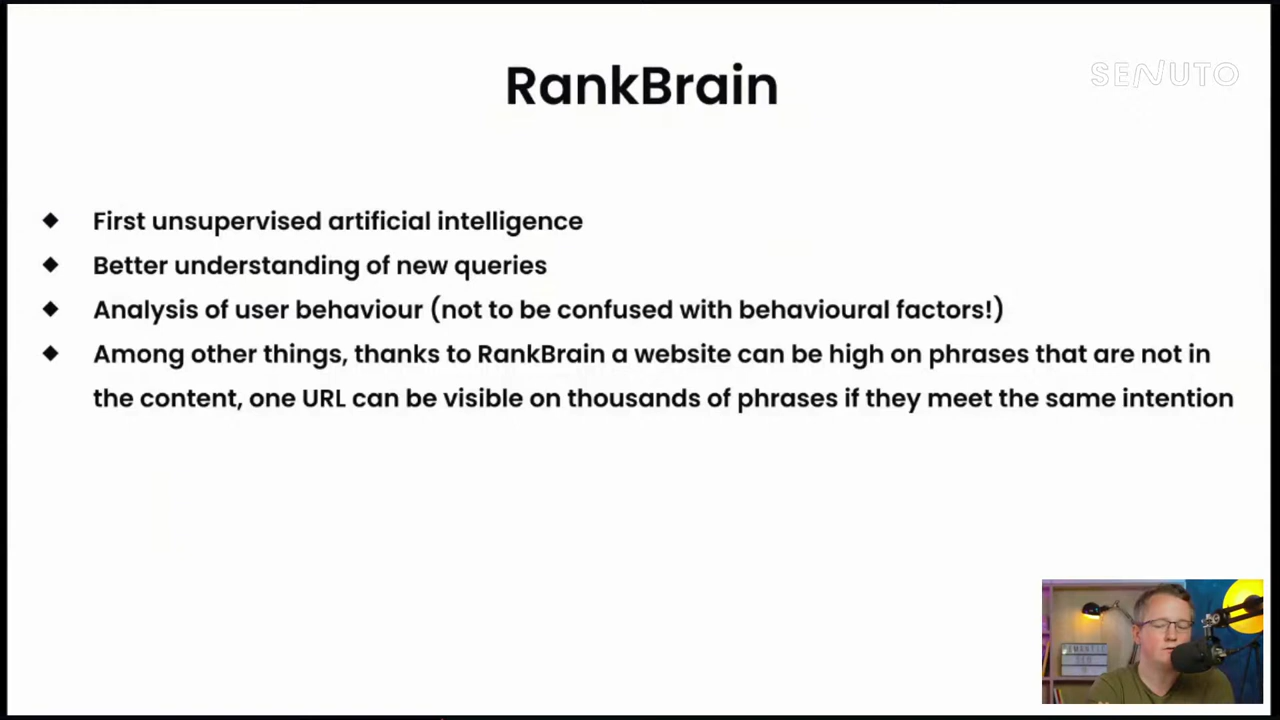 RankBrain
SENUTO
◆ First unsupervised artificial intelligence
◆ Better understanding of new queries
◆ Analysis of user behaviour (not to be confused with behavioural factors!)
◆ Among other things, thanks to RankBrain a website can be high on phrases that are not in
the content, one URL can be visible on thousands of phrases if they meet the same intention
SEMANTIC
SEO